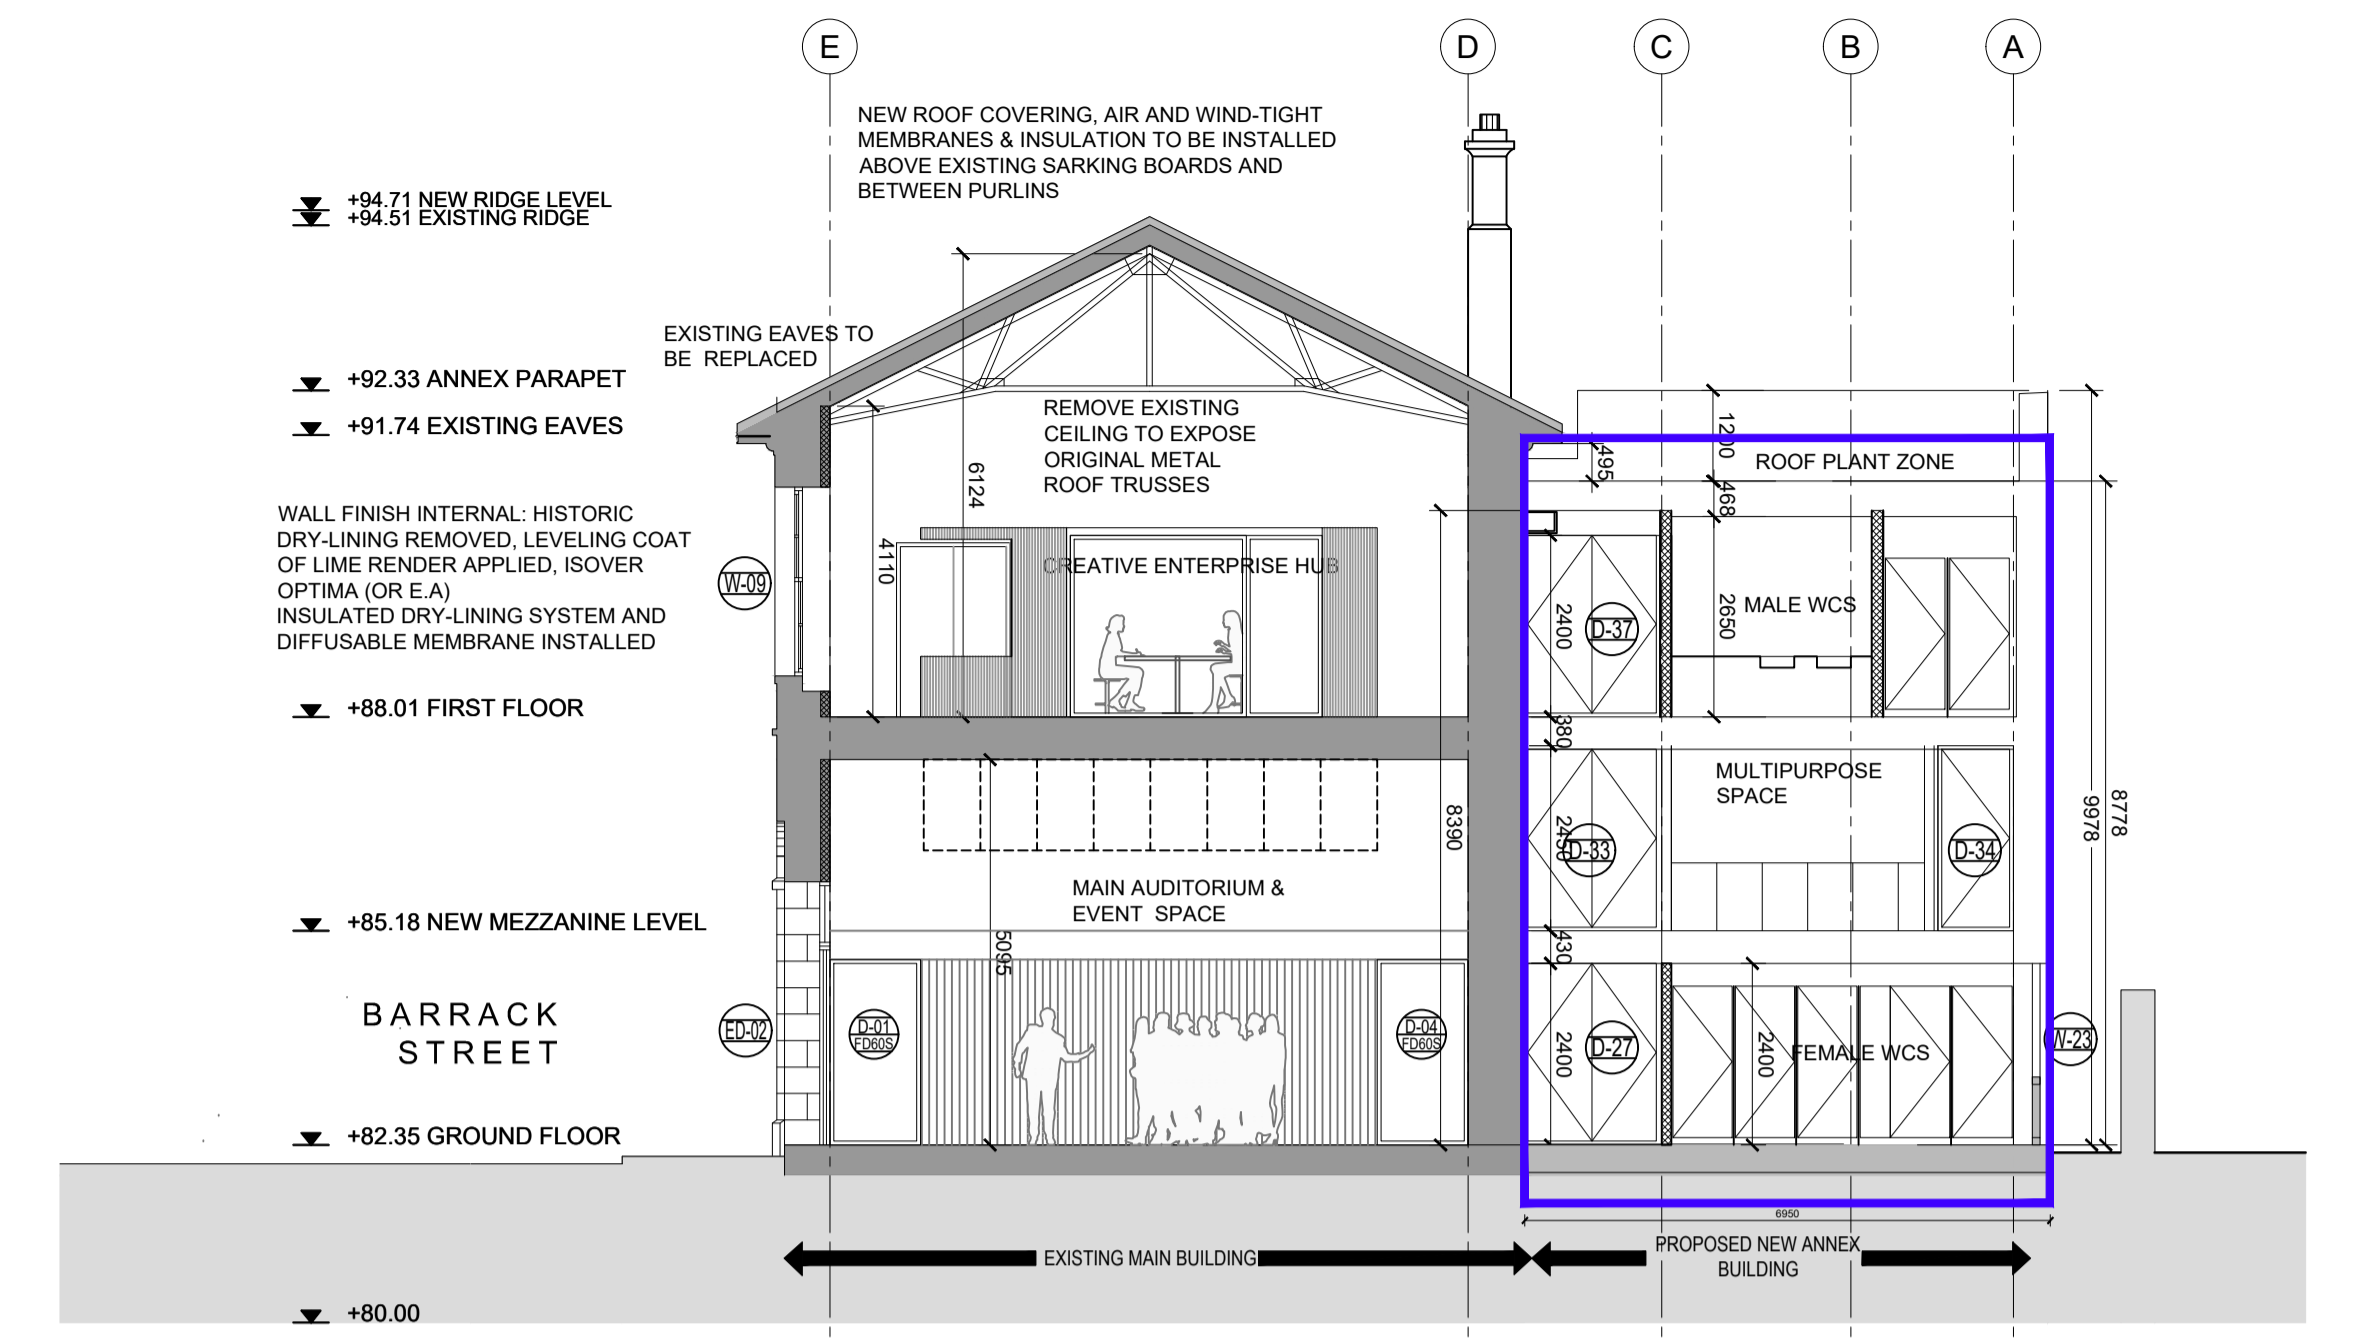 E
D
C
B
A
NEW ROOF COVERING, AIR AND WIND-TIGHT
MEMBRANES & INSULATION TO BE INSTALLED
ABOVE EXISTING SARKING BOARDS AND
BETWEEN PURLINS
+94.71 NEW RIDGE LEVEL
+94.51 EXISTING RIDGE
EXISTING EAVES TO
BE REPLACED
+92.33 ANNEX PARAPET
+91.74 EXISTING EAVES
REMOVE EXISTING
CEILING TO EXPOSE
ORIGINAL METAL
ROOF TRUSSES
6124
4110
1200
495
468
ROOF PLANT ZONE
WALL FINISH INTERNAL: HISTORIC
DRY-LINING REMOVED, LEVELING COAT
OF LIME RENDER APPLIED, ISOVER
OPTIMA (OR E.A)
INSULATED DRY-LINING SYSTEM AND
DIFFUSABLE MEMBRANE INSTALLED
W-09
CREATIVE ENTERPRISE HUB
2400
D-37
2650
MALE WCS
+88.01 FIRST FLOOR
380
MULTIPURPOSE
SPACE
8390
2450
D-33
D-34
9978
8778
MAIN AUDITORIUM &
EVENT SPACE
+85.18 NEW MEZZANINE LEVEL
5095
430
BARRACK
STREET
ED-02
D-01
FD60S
D-04
FD60S
2400
D-27
2400
FEMALE WCS
W-23
+82.35 GROUND FLOOR
6950
EXISTING MAIN BUILDING
PROPOSED NEW ANNEX
BUILDING
+80.00